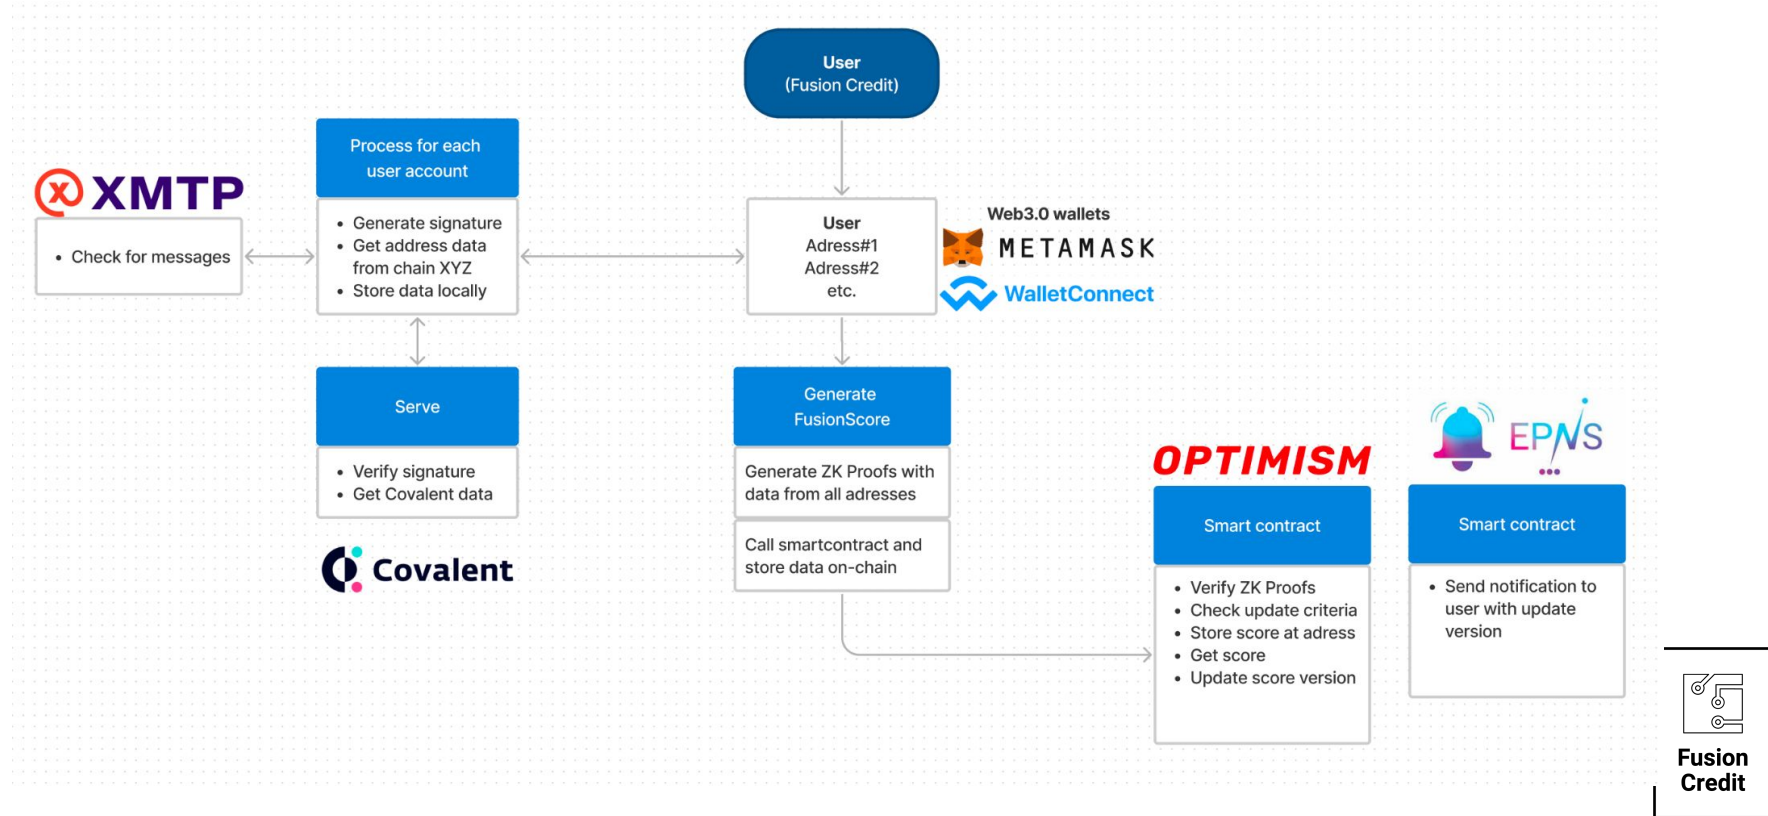 User
(Fusion Credit)
Process for each
user account
XMTP
• Generate signature
• Get address data
from chain XYZ
• Store data locally
• Check for messages
User
Adress#1
Adress#2
etc.
Web3.0 wallets
METAMASK
WalletConnect
Serve
• Verify signature
• Get Covalent data
Covalent
Generate
FusionScore
Generate ZK Proofs with
data from all adresses
Call smartcontract and
store data on-chain
OPTIMISM
Smart contract
• Verify ZK Proofs
• Check update criteria
• Store score at adress
• Get score
• Update score version
EPNS
Smart contract
• Send notification to
user with update
version
Fusion
Credit